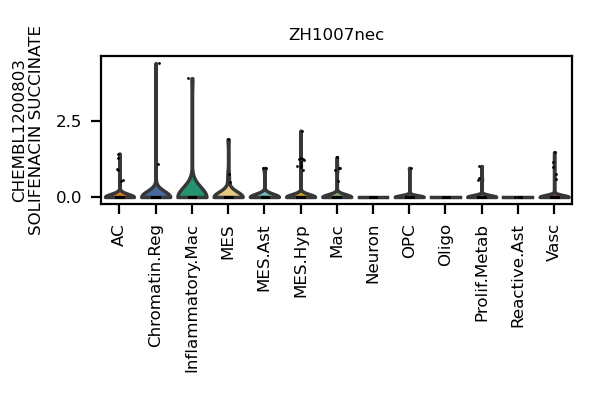 ZH1007nec
CHEMBL1200803
SOLIFENACIN SUCCINATE
2.5
0.0
AC
Chromatin.Reg
Inflammatory.Mac
MES
MES.Ast
MES.Hyp
Mac
Neuron
OPC
Oligo
Prolif.Metab
Reactive.Ast
Vasc